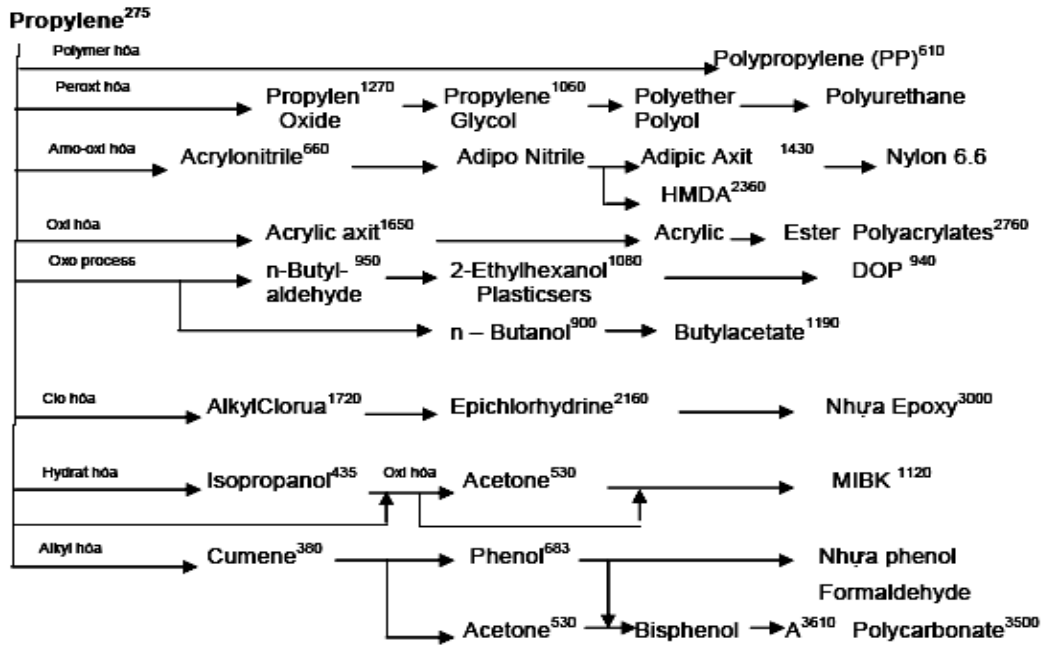 Propylene275
Polymer hóa Polypropylene (PP)610
Peroxt hóa Propylen1270 Propylene1060 Polyether Polyurethane
Oxide Glycol Polyol
Amo-oxi hóa Acrylonitrile660 Adipo Nitrile Adipic Axit 1430 Nylon 6.6
HMDA2360
Oxi hóa Acrylic axit1650 Acrylic Ester Polyacrylates2760
Oxo process n-Butyl-950 2-Ethylhexanol1080 DOP 940
aldehyde Plasticsers
n – Butanol900 Butylacetate1190
Clo hóa AlkylClorua1720 Epichlorhydrine2160 Nhựa Epoxy3000
Hydrat hóa Isopropanol435 Oxi hóa Acetone530 MIBK 1120
Alkyl hóa Cumene380 Phenol683 Nhựa phenol
Formaldehyde
Acetone530 Bisphenol A3610 Polycarbonate3500